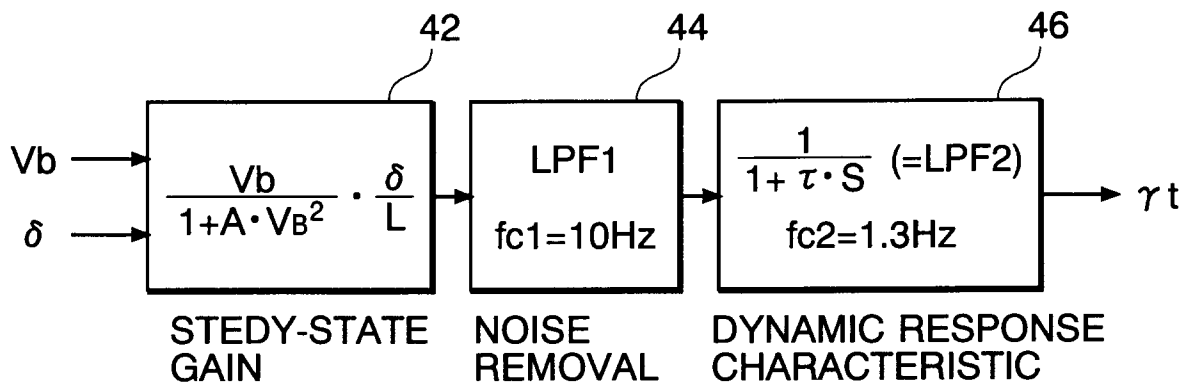 42
44
46
Vb
δ
Vb
1+A・VB²
・
δ
L
LPF1
fc1=10Hz
1
1+ τ・S
(=LPF2)
fc2=1.3Hz
γt
STEDY-STATE
GAIN
NOISE
REMOVAL
DYNAMIC RESPONSE
CHARACTERISTIC